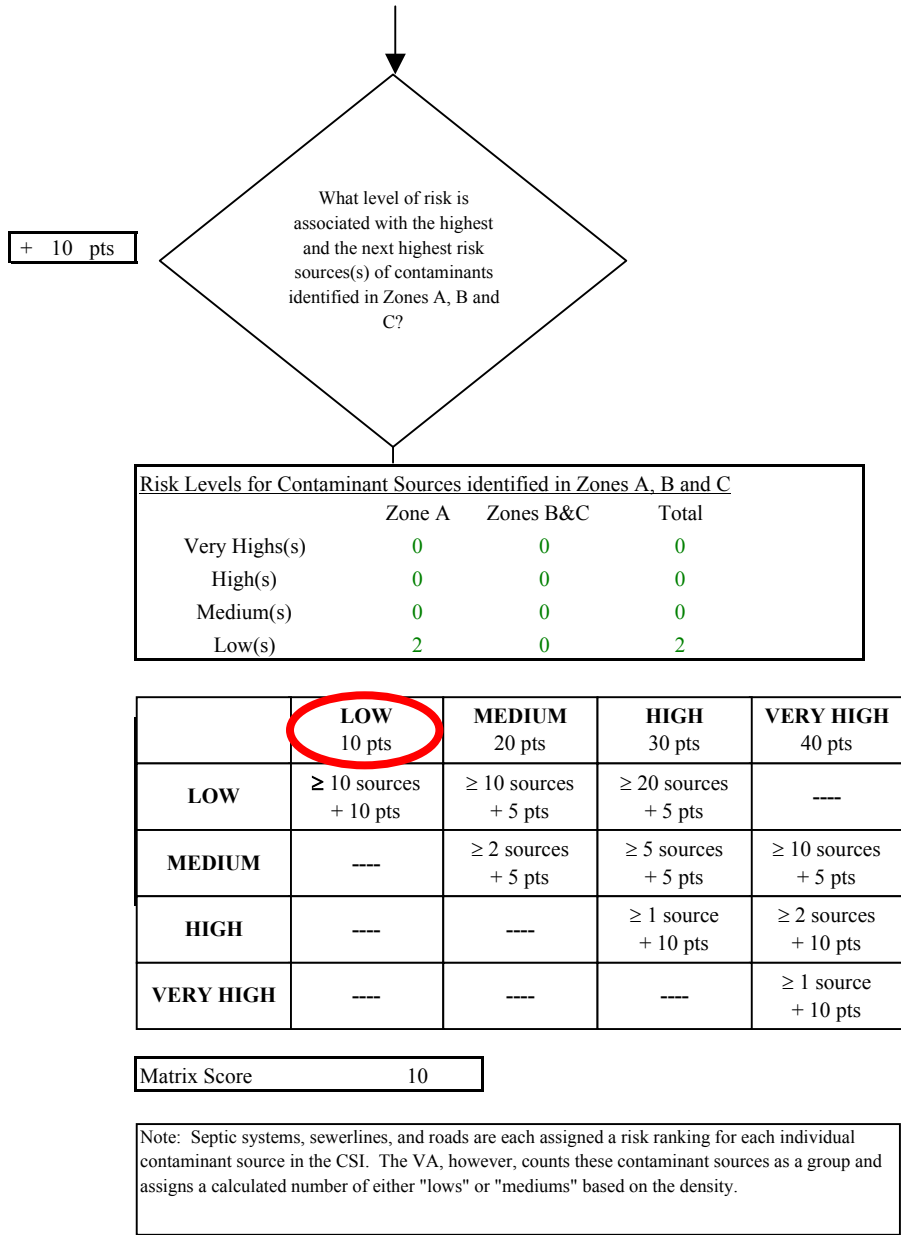 What level of risk is
associated with the highest
and the next highest risk
sources(s) of contaminants
identified in Zones A, B and
C?
+ 10 pts
Risk Levels for Contaminant Sources identified in Zones A, B and C
Zone A Zones B&C Total
Very Highs(s) 0 0 0
High(s) 0 0 0
Medium(s) 0 0 0
Low(s) 2 0 2
LOW MEDIUM HIGH VERY HIGH
10 pts 20 pts 30 pts 40 pts
LOW ≥ 10 sources ≥ 10 sources ≥ 20 sources ----
+ 10 pts + 5 pts + 5 pts
MEDIUM ---- ≥ 2 sources ≥ 5 sources ≥ 10 sources
+ 5 pts + 5 pts + 5 pts
HIGH ---- ---- ≥ 1 source ≥ 2 sources
+ 10 pts + 10 pts
VERY HIGH ---- ---- ---- ≥ 1 source
+ 10 pts
Matrix Score 10
Note: Septic systems, sewerlines, and roads are each assigned a risk ranking for each individual
contaminant source in the CSI. The VA, however, counts these contaminant sources as a group and
assigns a calculated number of either "lows" or "mediums" based on the density.